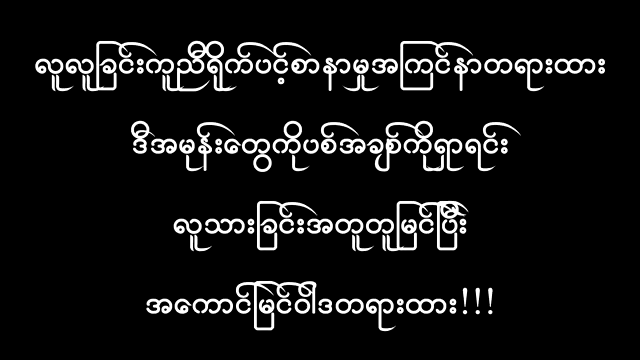 လူလူခြင်းကူညီရိုက်ဖင့်စာနာမှုအကြင်နာတရားထား
ဒီအမုန်းတွေကိုပစ်အချစ်ကိုရှာရင်း
လူသားခြင်းအတူတူမြင်ပြီး
အကောင်မြင်ဝါဒတရားထား!!!